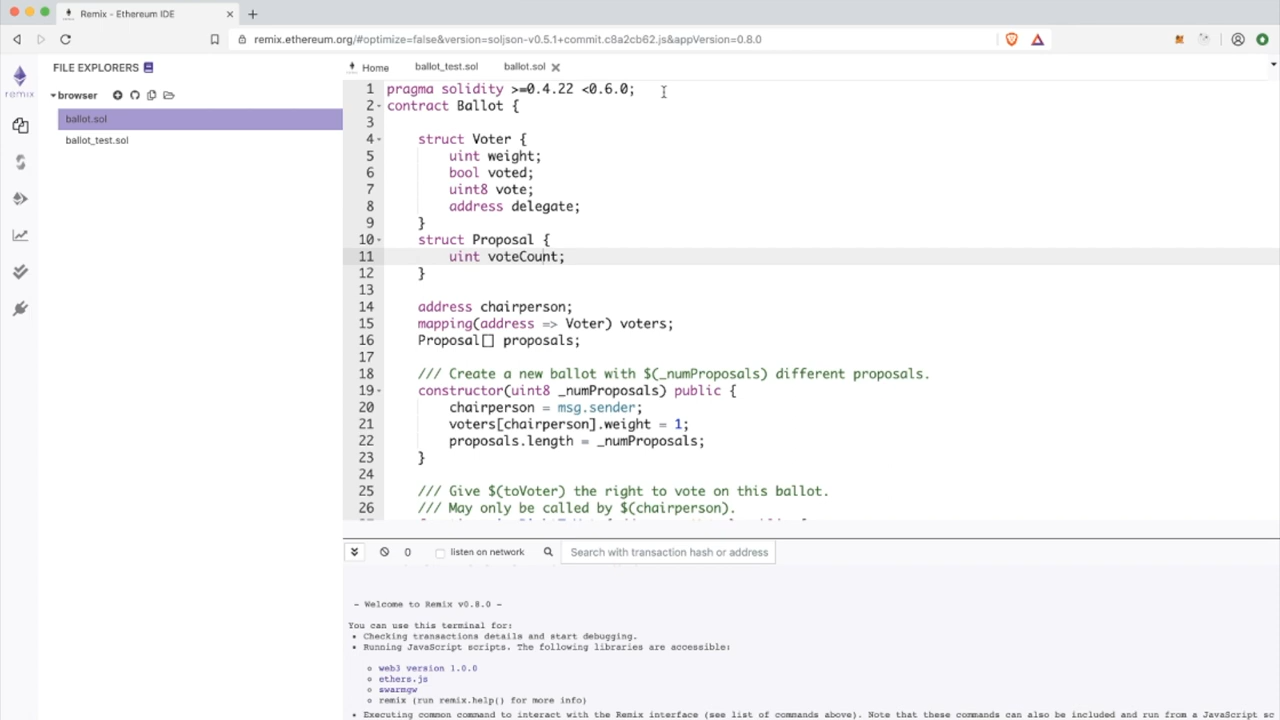 Remix - Ethereum IDE
remix.ethereum.org/#optimize=false&version=soljson-v0.5.1+commit.c8a2cb62.js&appVersion=0.8.0
remix
FILE EXPLORERS
browser
ballot.sol
ballot_test.sol
Home
ballot_test.sol
ballot.sol
1 pragma solidity >=0.4.22 <0.6.0;
2 contract Ballot {
3
4 struct Voter {
5 uint weight;
6 bool voted;
7 uint8 vote;
8 address delegate;
9 }
10 struct Proposal {
11 uint voteCount;
12 }
13
14 address chairperson;
15 mapping(address => Voter) voters;
16 Proposal[] proposals;
17
18 /// Create a new ballot with $(_numProposals) different proposals.
19 constructor(uint8 _numProposals) public {
20 chairperson = msg.sender;
21 voters[chairperson].weight = 1;
22 proposals.length = _numProposals;
23 }
24
25 /// Give $(toVoter) the right to vote on this ballot.
26 /// May only be called by $(chairperson).
0
listen on network
Search with transaction hash or address
- Welcome to Remix v0.8.0 -
You can use this terminal for:
• Checking transactions details and start debugging.
• Running JavaScript scripts. The following libraries are accessible:
o web3 version 1.0.0
o ethers.js
o swarmgw
o remix (run remix.help() for more info)
• Executing common command to interact with the Remix interface (see list of commands above). Note that these commands can also be included and run from a JavaScript sc